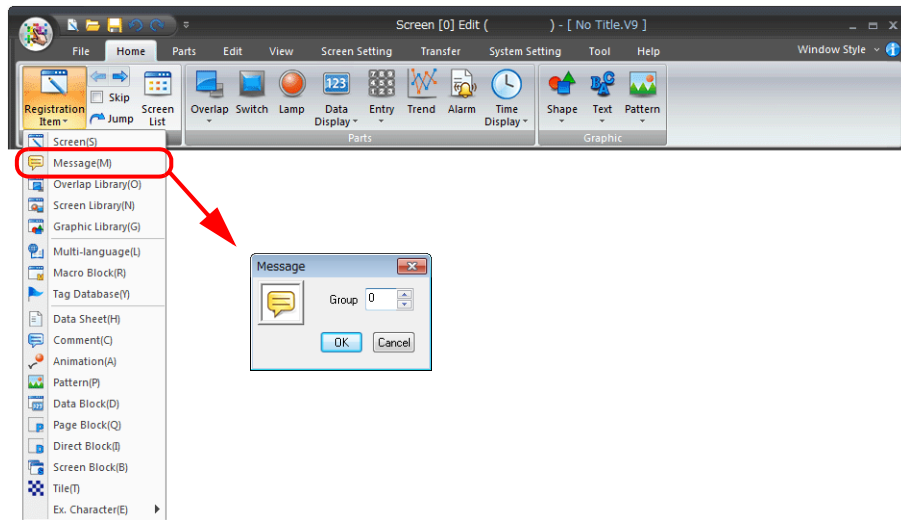 Screen [0] Edit ( ) - [ No Title.V9 ]
File Home Parts Edit View Screen Setting Transfer System Setting Tool Help Window Style
Registration Item
Skip
Jump
Screen List
Overlap Switch Lamp Data Display Entry Trend Alarm Time Display Shape Text Pattern
123
Parts Graphic
Screen(S)
Message(M)
Overlap Library(O)
Screen Library(N)
Graphic Library(G)
Multi-language(L)
Macro Block(R)
Tag Database(Y)
Data Sheet(H)
Comment(C)
Animation(A)
Pattern(P)
Data Block(D)
Page Block(Q)
Direct Block(I)
Screen Block(B)
Tile(T)
Ex. Character(E)
Message
Group 0
OK Cancel